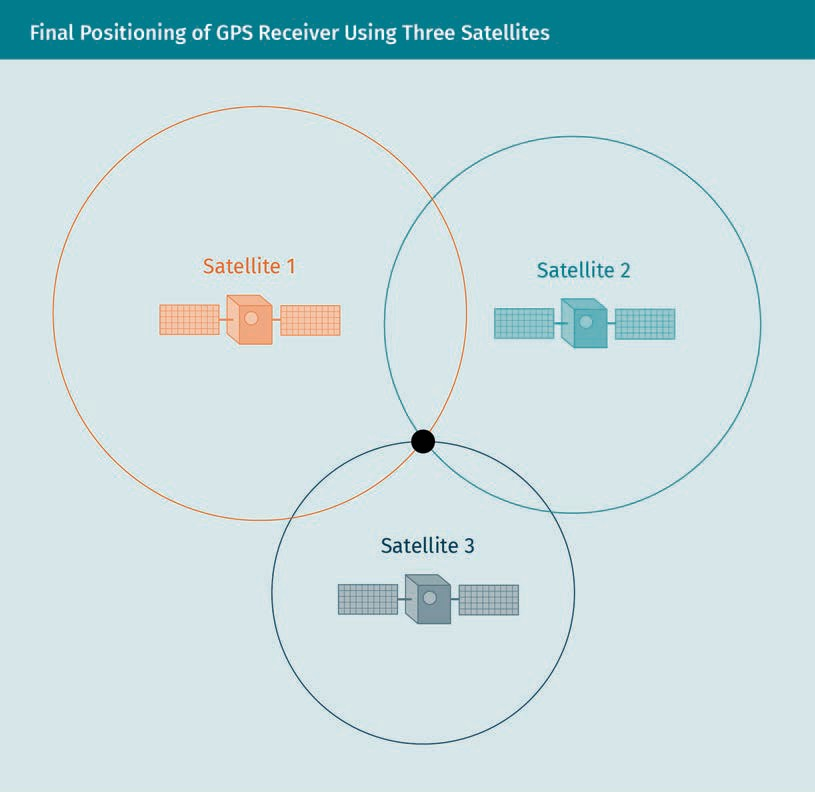 Final Positioning of GPS Receiver Using Three Satellites
Satellite 1
Satellite 2
Satellite 3